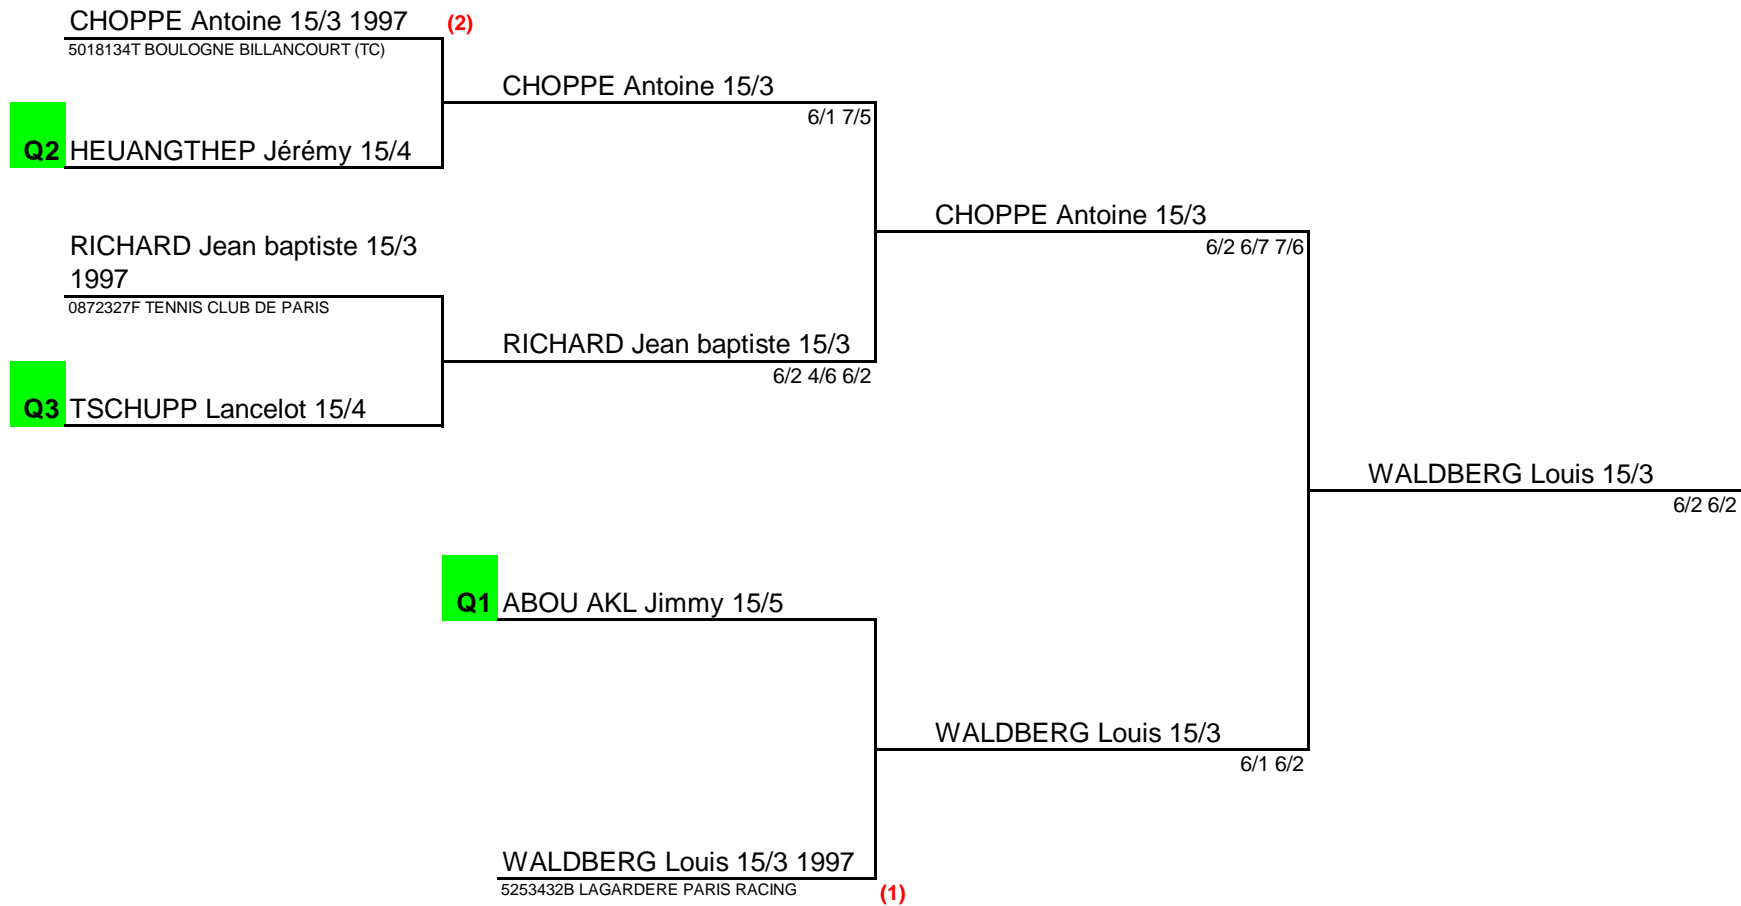 CHOPPE Antoine 15/3 1997 (2)
5018134T BOULOGNE BILLANCOURT (TC)
CHOPPE Antoine 15/3
6/1 7/5
Q2 HEUANGTHEP Jérémy 15/4
CHOPPE Antoine 15/3
6/2 6/7 7/6
RICHARD Jean baptiste 15/3
1997
0872327F TENNIS CLUB DE PARIS
RICHARD Jean baptiste 15/3
6/2 4/6 6/2
Q3 TSCHUPP Lancelot 15/4
WALDBERG Louis 15/3
6/2 6/2
Q1 ABOU AKL Jimmy 15/5
WALDBERG Louis 15/3
6/1 6/2
WALDBERG Louis 15/3 1997
5253432B LAGARDERE PARIS RACING (1)